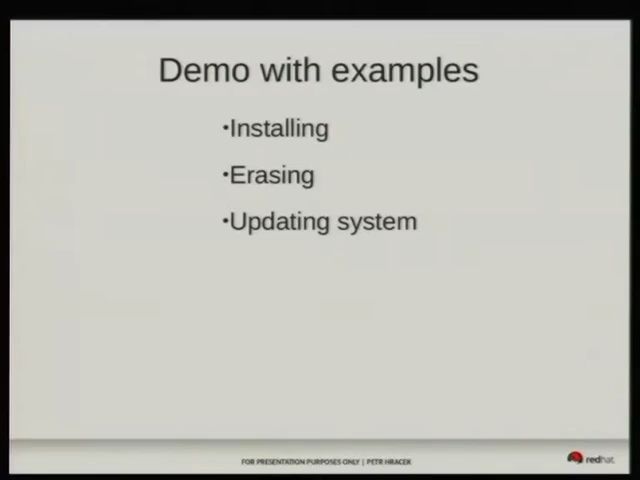 Demo with examples
•Installing
•Erasing
•Updating system
FOR PRESENTATION PURPOSES ONLY | PETR HRACEK
redhat.